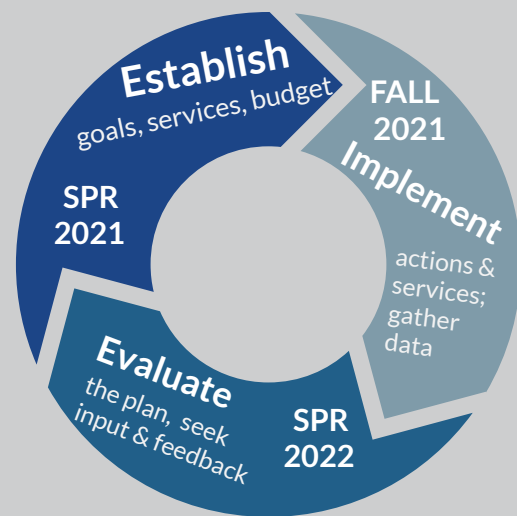 Establish
goals, services, budget
SPR
2021
FALL
2021
Implement
actions &
services;
gather
data
Evaluate
the plan, seek
input & feedback
SPR
2022